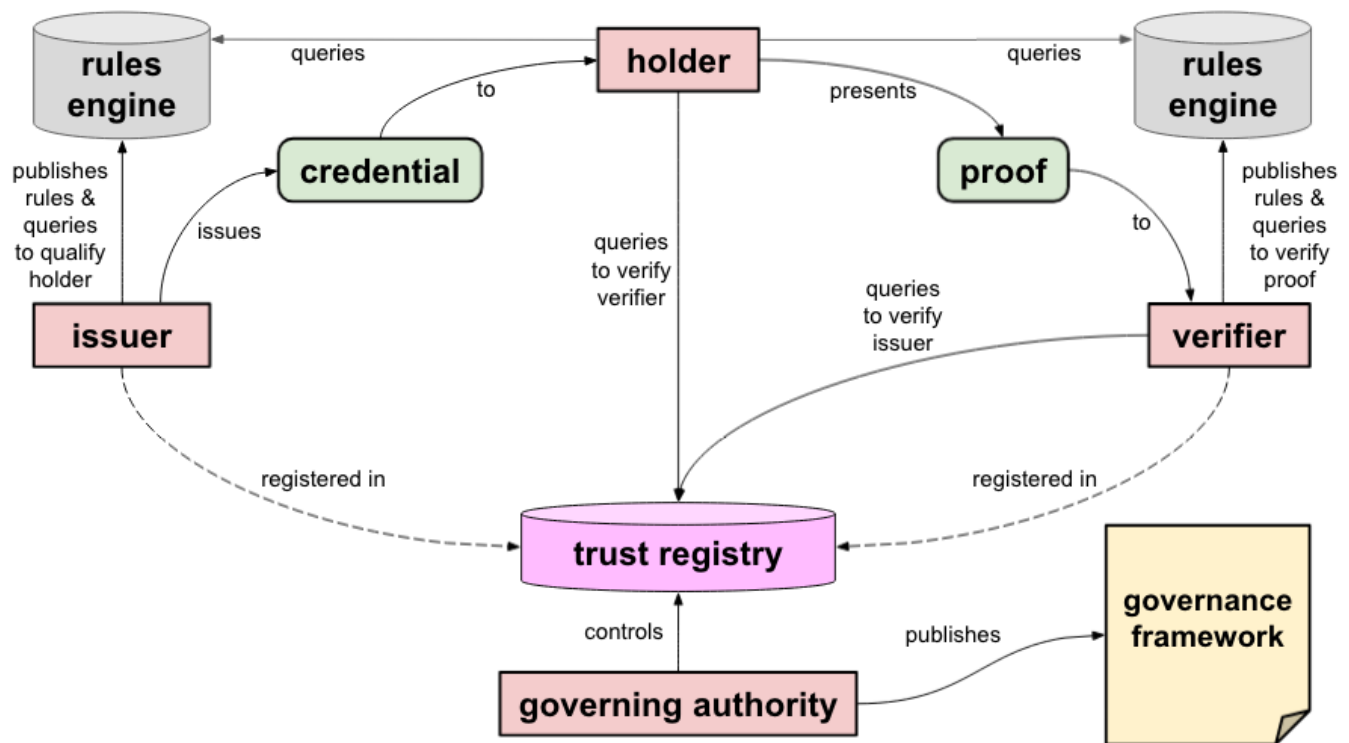 rules
engine
queries
holder
queries
rules
engine
to
presents
credential
proof
publishes
rules &
queries
to qualify
holder
issues
to
publishes
rules &
queries
to verify
proof
queries
to verify
verifier
queries
to verify
issuer
issuer
verifier
registered in
registered in
trust registry
governance
framework
controls
publishes
governing authority